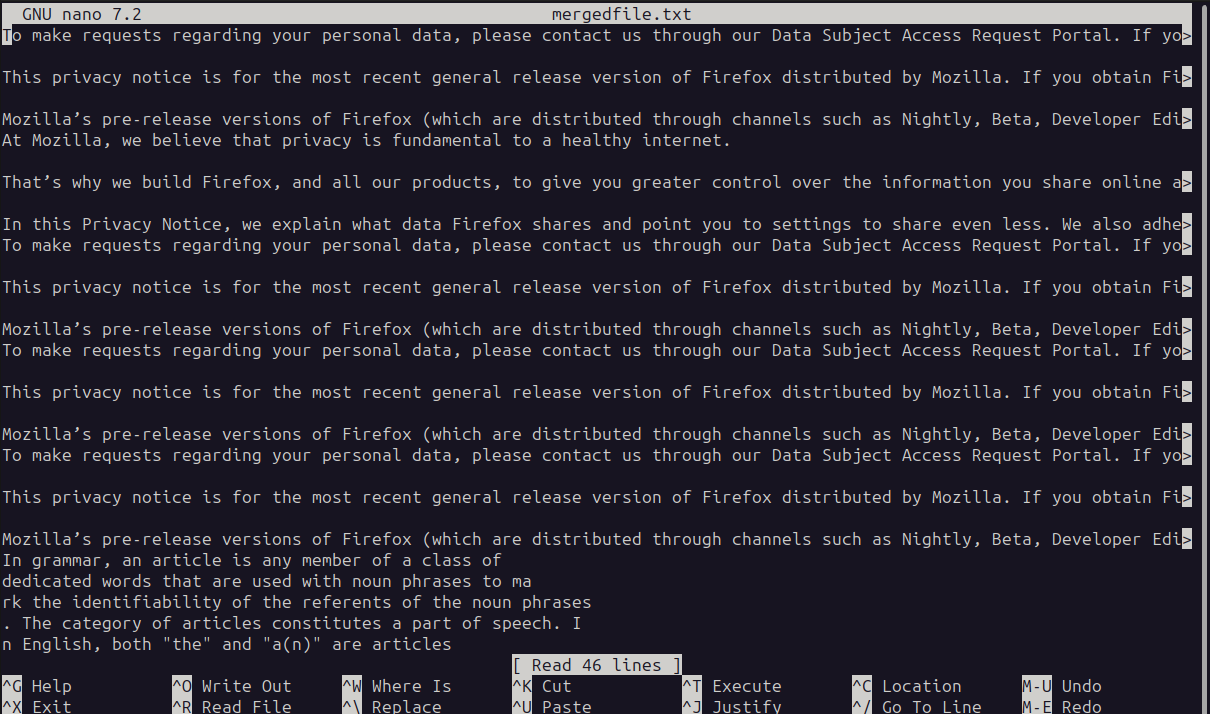 GNU nano 7.2 mergedfile.txt
To make requests regarding your personal data, please contact us through our Data Subject Access Request Portal. If yo>
This privacy notice is for the most recent general release version of Firefox distributed by Mozilla. If you obtain Fi>
Mozilla’s pre-release versions of Firefox (which are distributed through channels such as Nightly, Beta, Developer Edi>
At Mozilla, we believe that privacy is fundamental to a healthy internet.
That’s why we build Firefox, and all our products, to give you greater control over the information you share online a>
In this Privacy Notice, we explain what data Firefox shares and point you to settings to share even less. We also adhe>
To make requests regarding your personal data, please contact us through our Data Subject Access Request Portal. If yo>
This privacy notice is for the most recent general release version of Firefox distributed by Mozilla. If you obtain Fi>
Mozilla’s pre-release versions of Firefox (which are distributed through channels such as Nightly, Beta, Developer Edi>
To make requests regarding your personal data, please contact us through our Data Subject Access Request Portal. If yo>
This privacy notice is for the most recent general release version of Firefox distributed by Mozilla. If you obtain Fi>
Mozilla’s pre-release versions of Firefox (which are distributed through channels such as Nightly, Beta, Developer Edi>
To make requests regarding your personal data, please contact us through our Data Subject Access Request Portal. If yo>
This privacy notice is for the most recent general release version of Firefox distributed by Mozilla. If you obtain Fi>
Mozilla’s pre-release versions of Firefox (which are distributed through channels such as Nightly, Beta, Developer Edi>
In grammar, an article is any member of a class of
dedicated words that are used with noun phrases to ma
rk the identifiability of the referents of the noun phrases
. The category of articles constitutes a part of speech. I
n English, both "the" and "a(n)" are articles
[ Read 46 lines ]
^G Help ^O Write Out ^W Where Is ^K Cut ^T Execute ^C Location M-U Undo
^X Exit ^R Read File ^\ Replace ^U Paste ^J Justify ^/ Go To Line M-E Redo